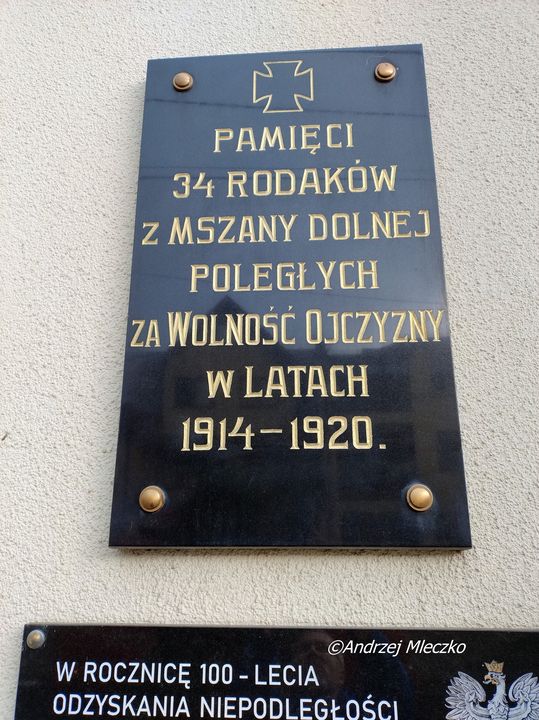 PAMIĘCI
34 RODAKÓW
Z MSZANY DOLNEJ
POLEGŁYCH
ZA WOLNOŚĆ OJCZYZNY
W LATACH
1914 – 1920.
©Andrzej Mleczko
W ROCZNICĘ 100 - LECIA
ODZYSKANIA NIEPODLEGŁOŚCI